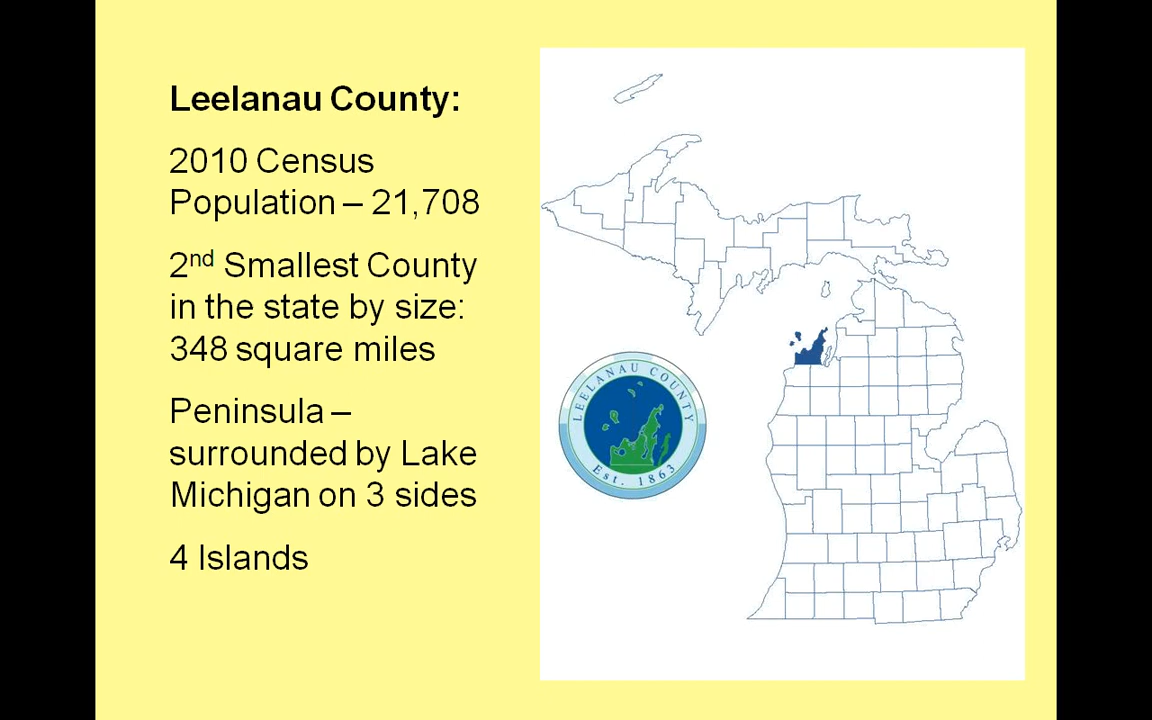 Leelanau County:
2010 Census
Population – 21,708
2nd Smallest County
in the state by size:
348 square miles
Peninsula –
surrounded by Lake
Michigan on 3 sides
4 Islands
LEELANAU COUNTY
Est. 1863